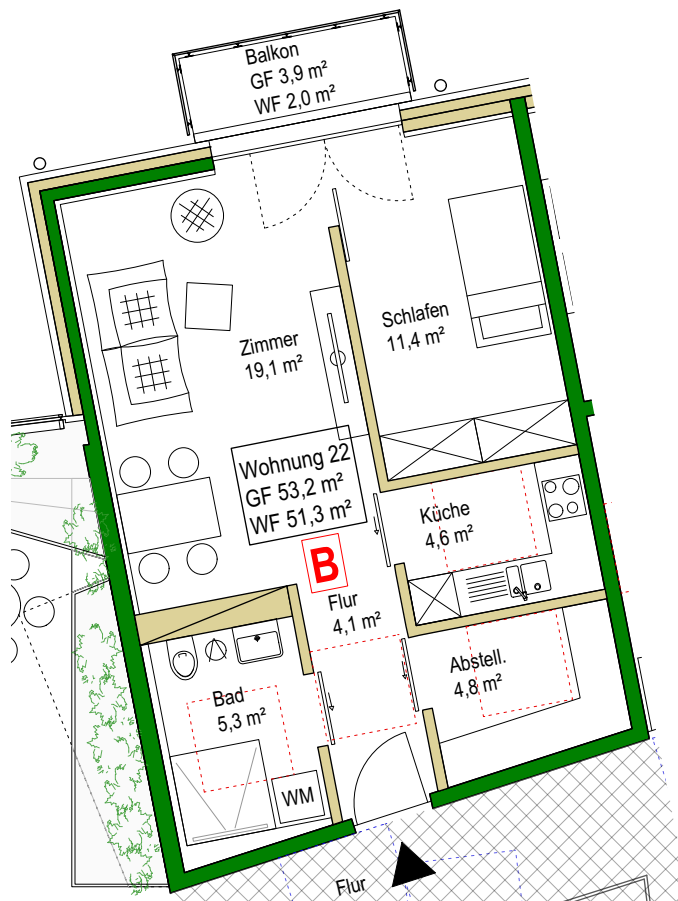 Balkon
GF 3,9 m²
WF 2,0 m²
Schlafen
11,4 m²
Zimmer
19,1 m²
Wohnung 22
GF 53,2 m²
WF 51,3 m²
Küche
4,6 m²
B
Flur
4,1 m²
Abstell.
4,8 m²
Bad
5,3 m²
WM
Flur